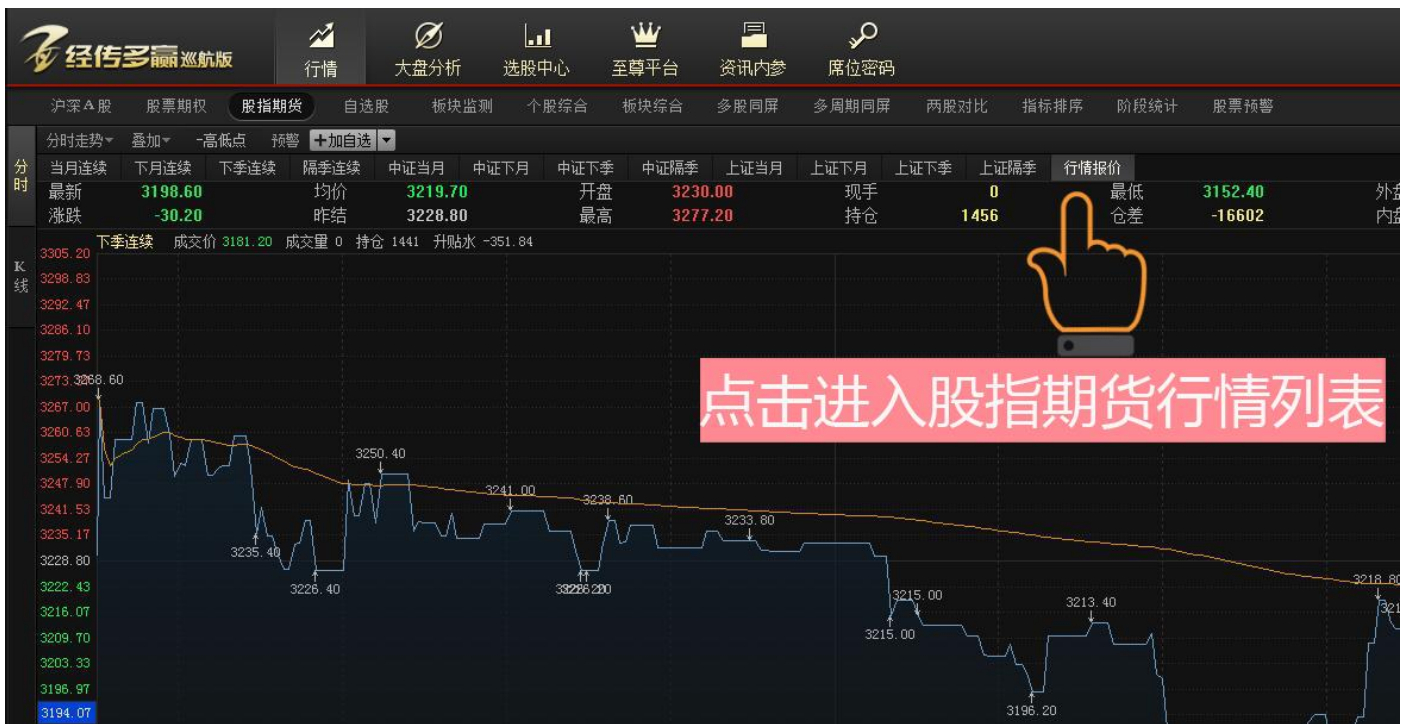 经传多赢巡航版
行情 大盘分析 选股中心 至尊平台 资讯内参 席位密码
沪深A股 股票期权 股指期货 自选股 板块监测 个股综合 板块综合 多股同屏 多周期同屏 两股对比 指标排序 阶段统计 股票预警
分时走势 叠加 -高低点 预警 +加自选
分时
当月连续 下月连续 下季连续 隔季连续 中证当月 中证下月 中证下季 中证隔季 上证当月 上证下月 上证下季 上证隔季 行情报价
最新 3198.60 均价 3219.70 开盘 3230.00 现手 0 最低 3152.40 外盘
涨跌 -30.20 昨结 3228.80 最高 3277.20 持仓 1456 仓差 -16602 内盘
下季连续 成交价 3181.20 成交量 0 持仓 1441 升贴水 -351.84
K线
3305.20
3298.83
3292.47
3286.10
3279.73
3268.60
点击进入股指期货行情列表
3267.00
3260.63
3254.27
3250.40
3247.90
3241.00
3238.60
3241.53
3235.17
3233.80
3235.40
3228.80
3226.40
3222.43
3218.80
3216.07
3215.00
3213.40
3209.70
3215.00
3203.33
3196.97
3196.20
3194.07